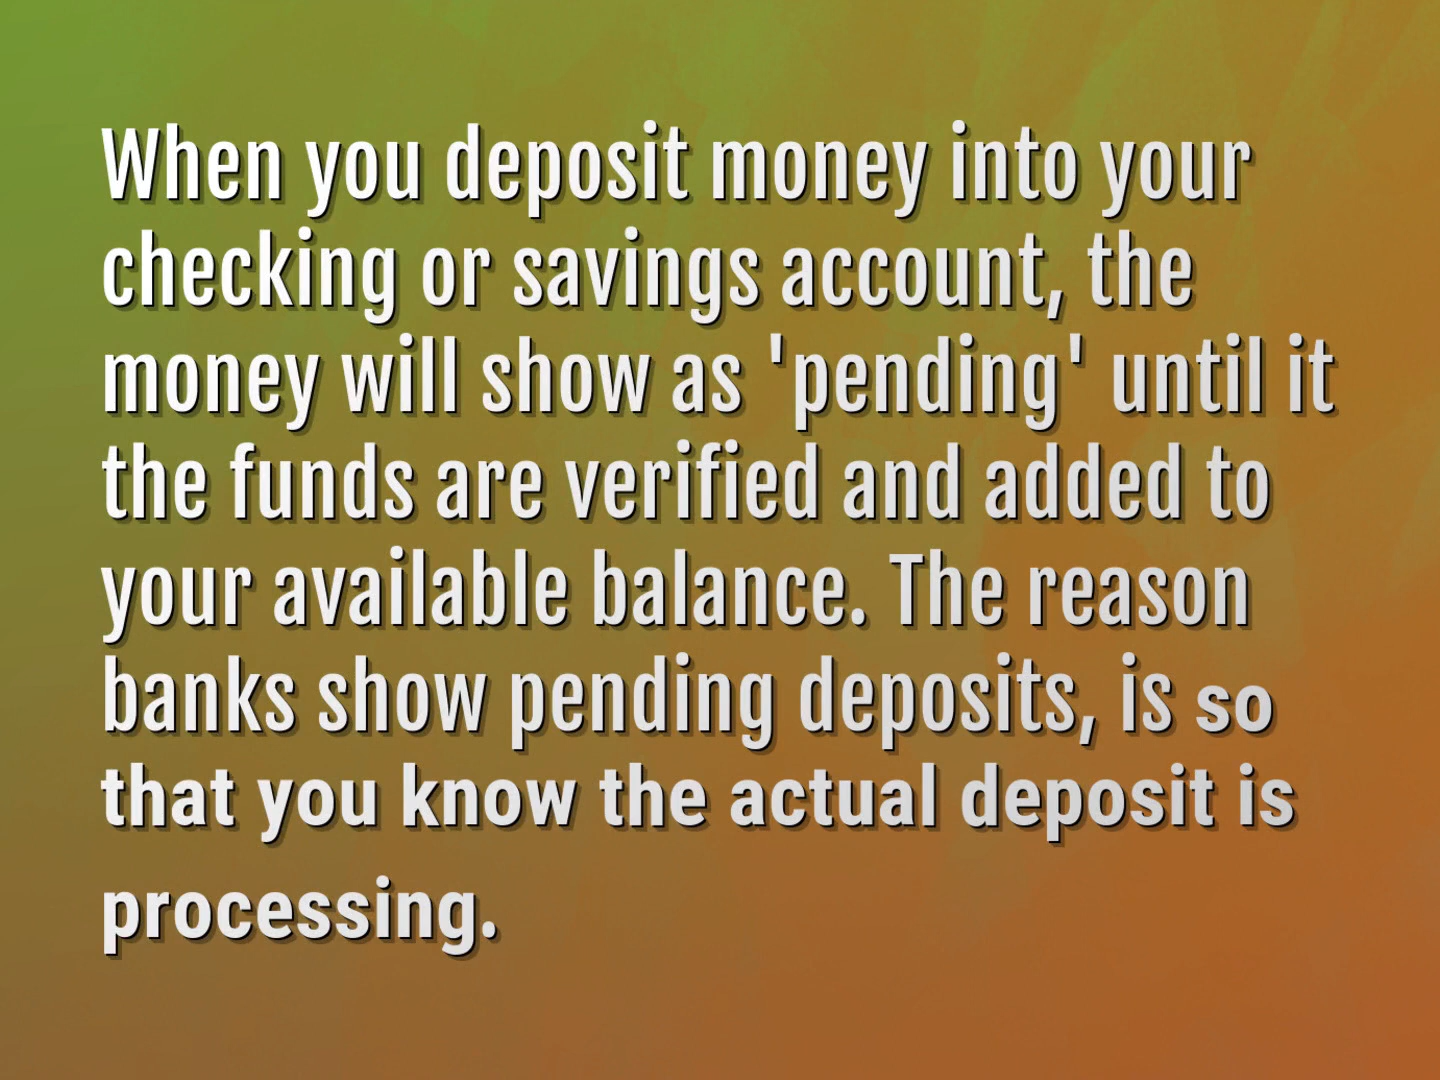 When you deposit money into your
checking or savings account, the
money will show as 'pending' until it
the funds are verified and added to
your available balance. The reason
banks show pending deposits, is so
that you know the actual deposit is
processing.